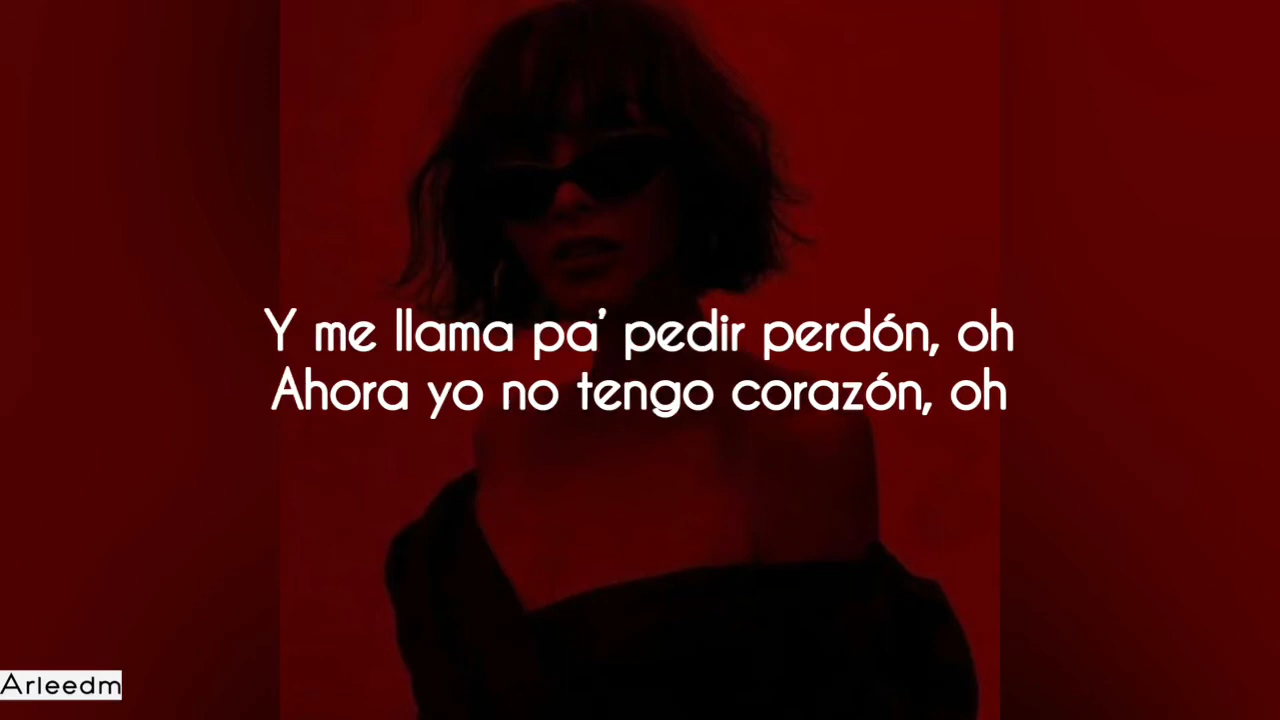 Y me llama pa' pedir perdón, oh
Ahora yo no tengo corazón, oh
Arleedm